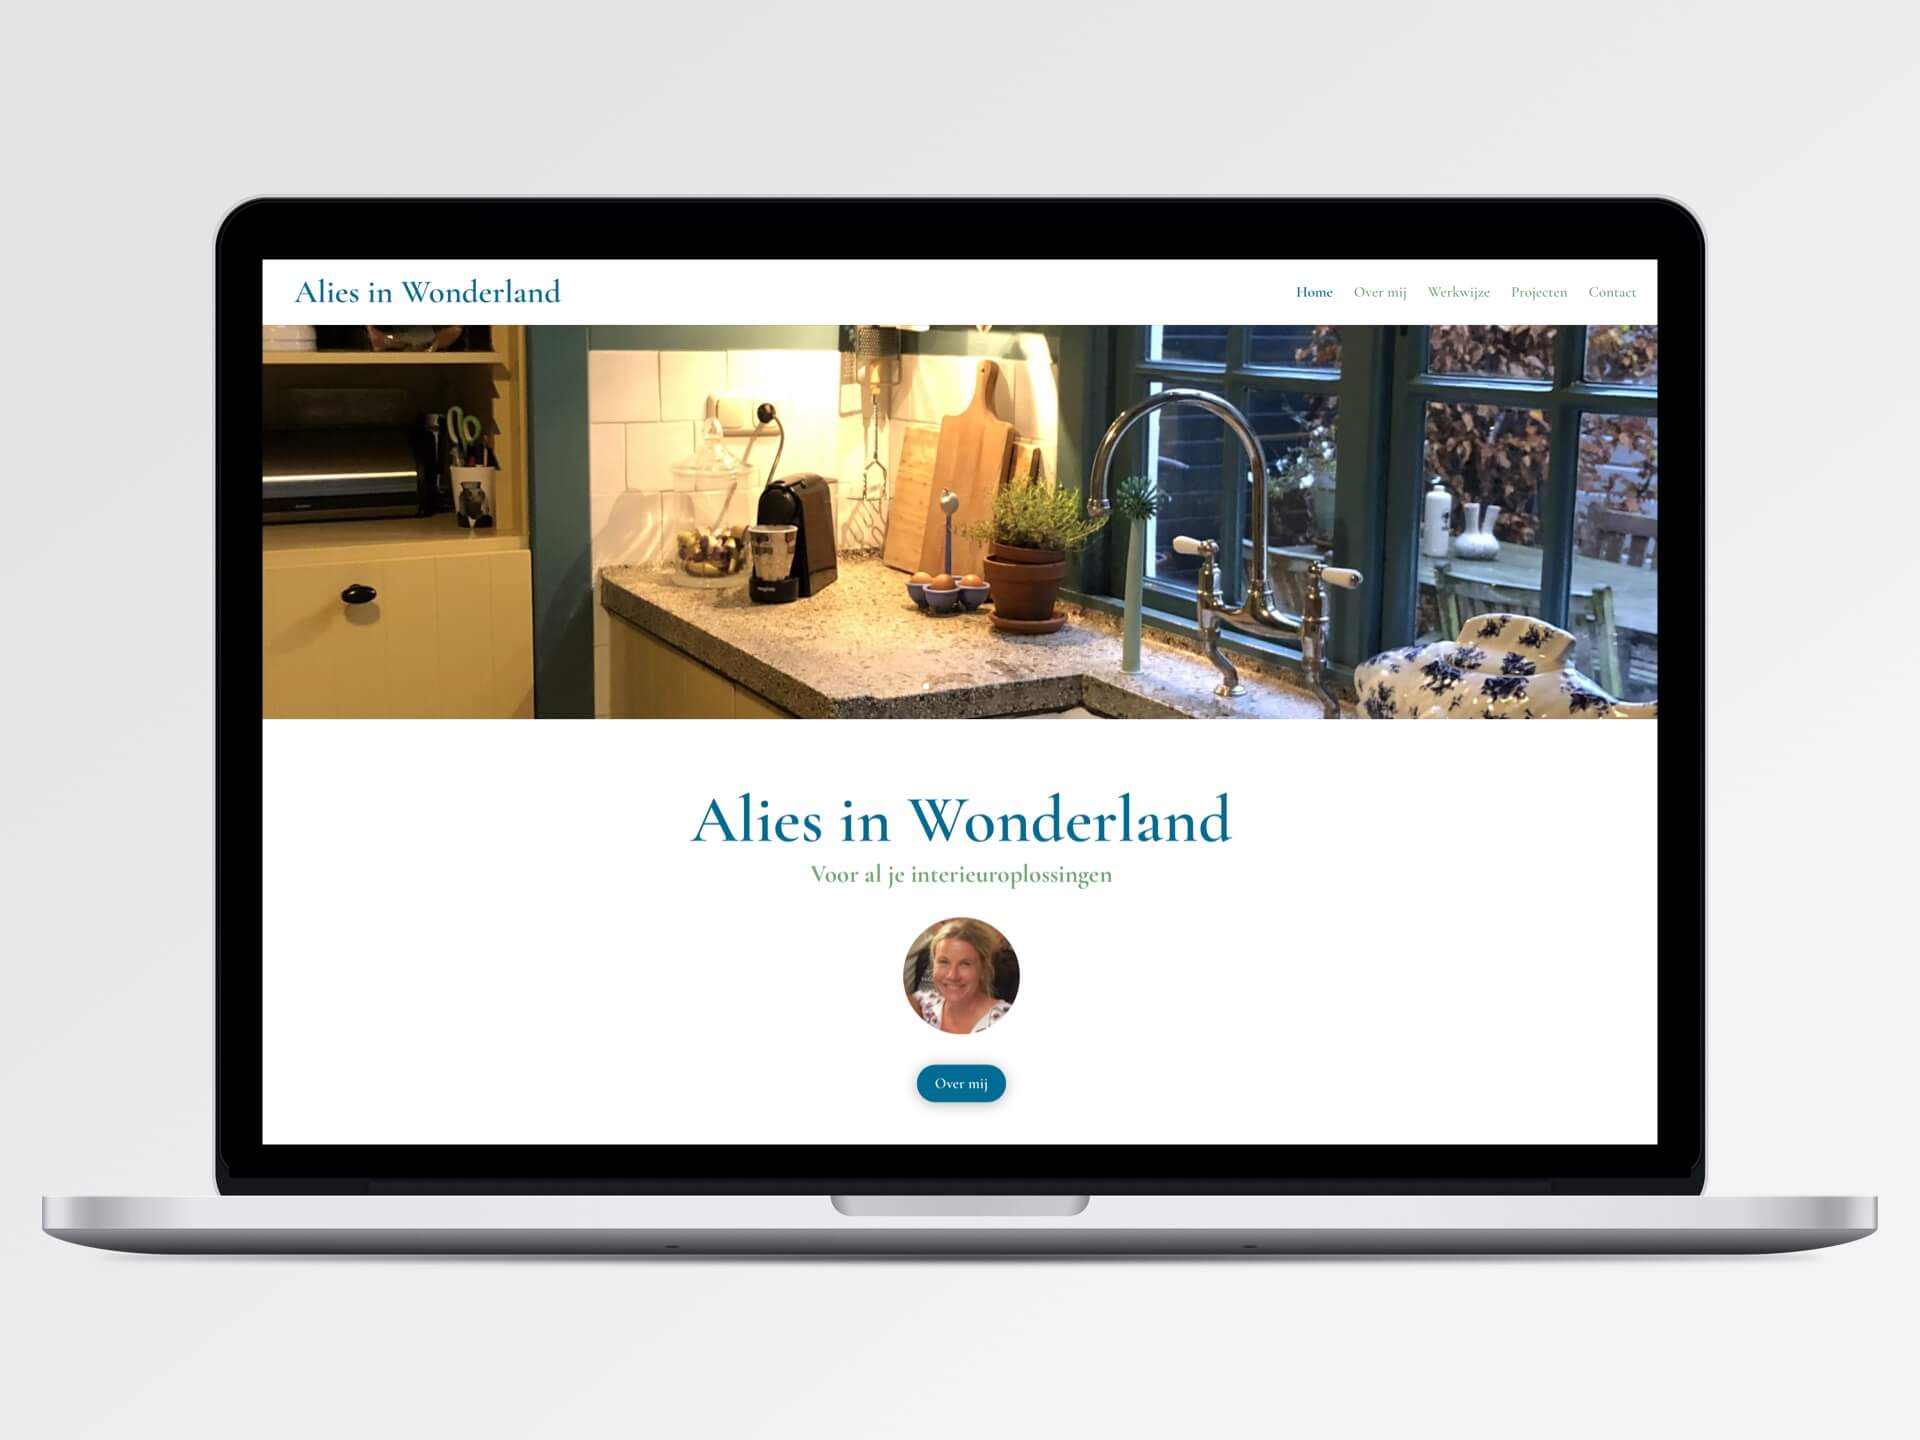 Alies in Wonderland
Home Over mij Werkwijze Projecten Contact
Alies in Wonderland
Voor al je interieuroplossingen
Over mij